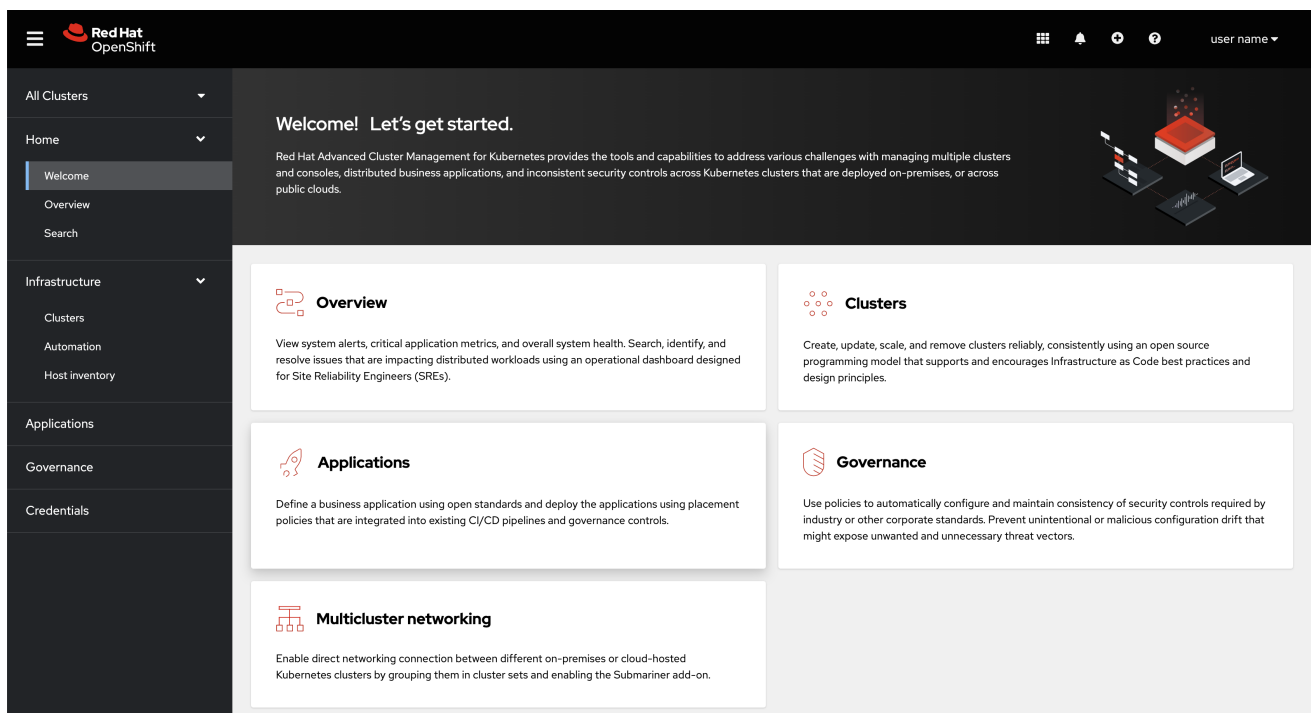 Red Hat
OpenShift
user name
All Clusters
Home
Welcome
Overview
Search
Infrastructure
Clusters
Automation
Host inventory
Applications
Governance
Credentials
Welcome! Let's get started.
Red Hat Advanced Cluster Management for Kubernetes provides the tools and capabilities to address various challenges with managing multiple clusters
and consoles, distributed business applications, and inconsistent security controls across Kubernetes clusters that are deployed on-premises, or across
public clouds.
Overview
View system alerts, critical application metrics, and overall system health. Search, identify, and
resolve issues that are impacting distributed workloads using an operational dashboard designed
for Site Reliability Engineers (SREs).
Clusters
Create, update, scale, and remove clusters reliably, consistently using an open source
programming model that supports and encourages Infrastructure as Code best practices and
design principles.
Applications
Define a business application using open standards and deploy the applications using placement
policies that are integrated into existing CI/CD pipelines and governance controls.
Governance
Use policies to automatically configure and maintain consistency of security controls required by
industry or other corporate standards. Prevent unintentional or malicious configuration drift that
might expose unwanted and unnecessary threat vectors.
Multicluster networking
Enable direct networking connection between different on-premises or cloud-hosted
Kubernetes clusters by grouping them in cluster sets and enabling the Submariner add-on.